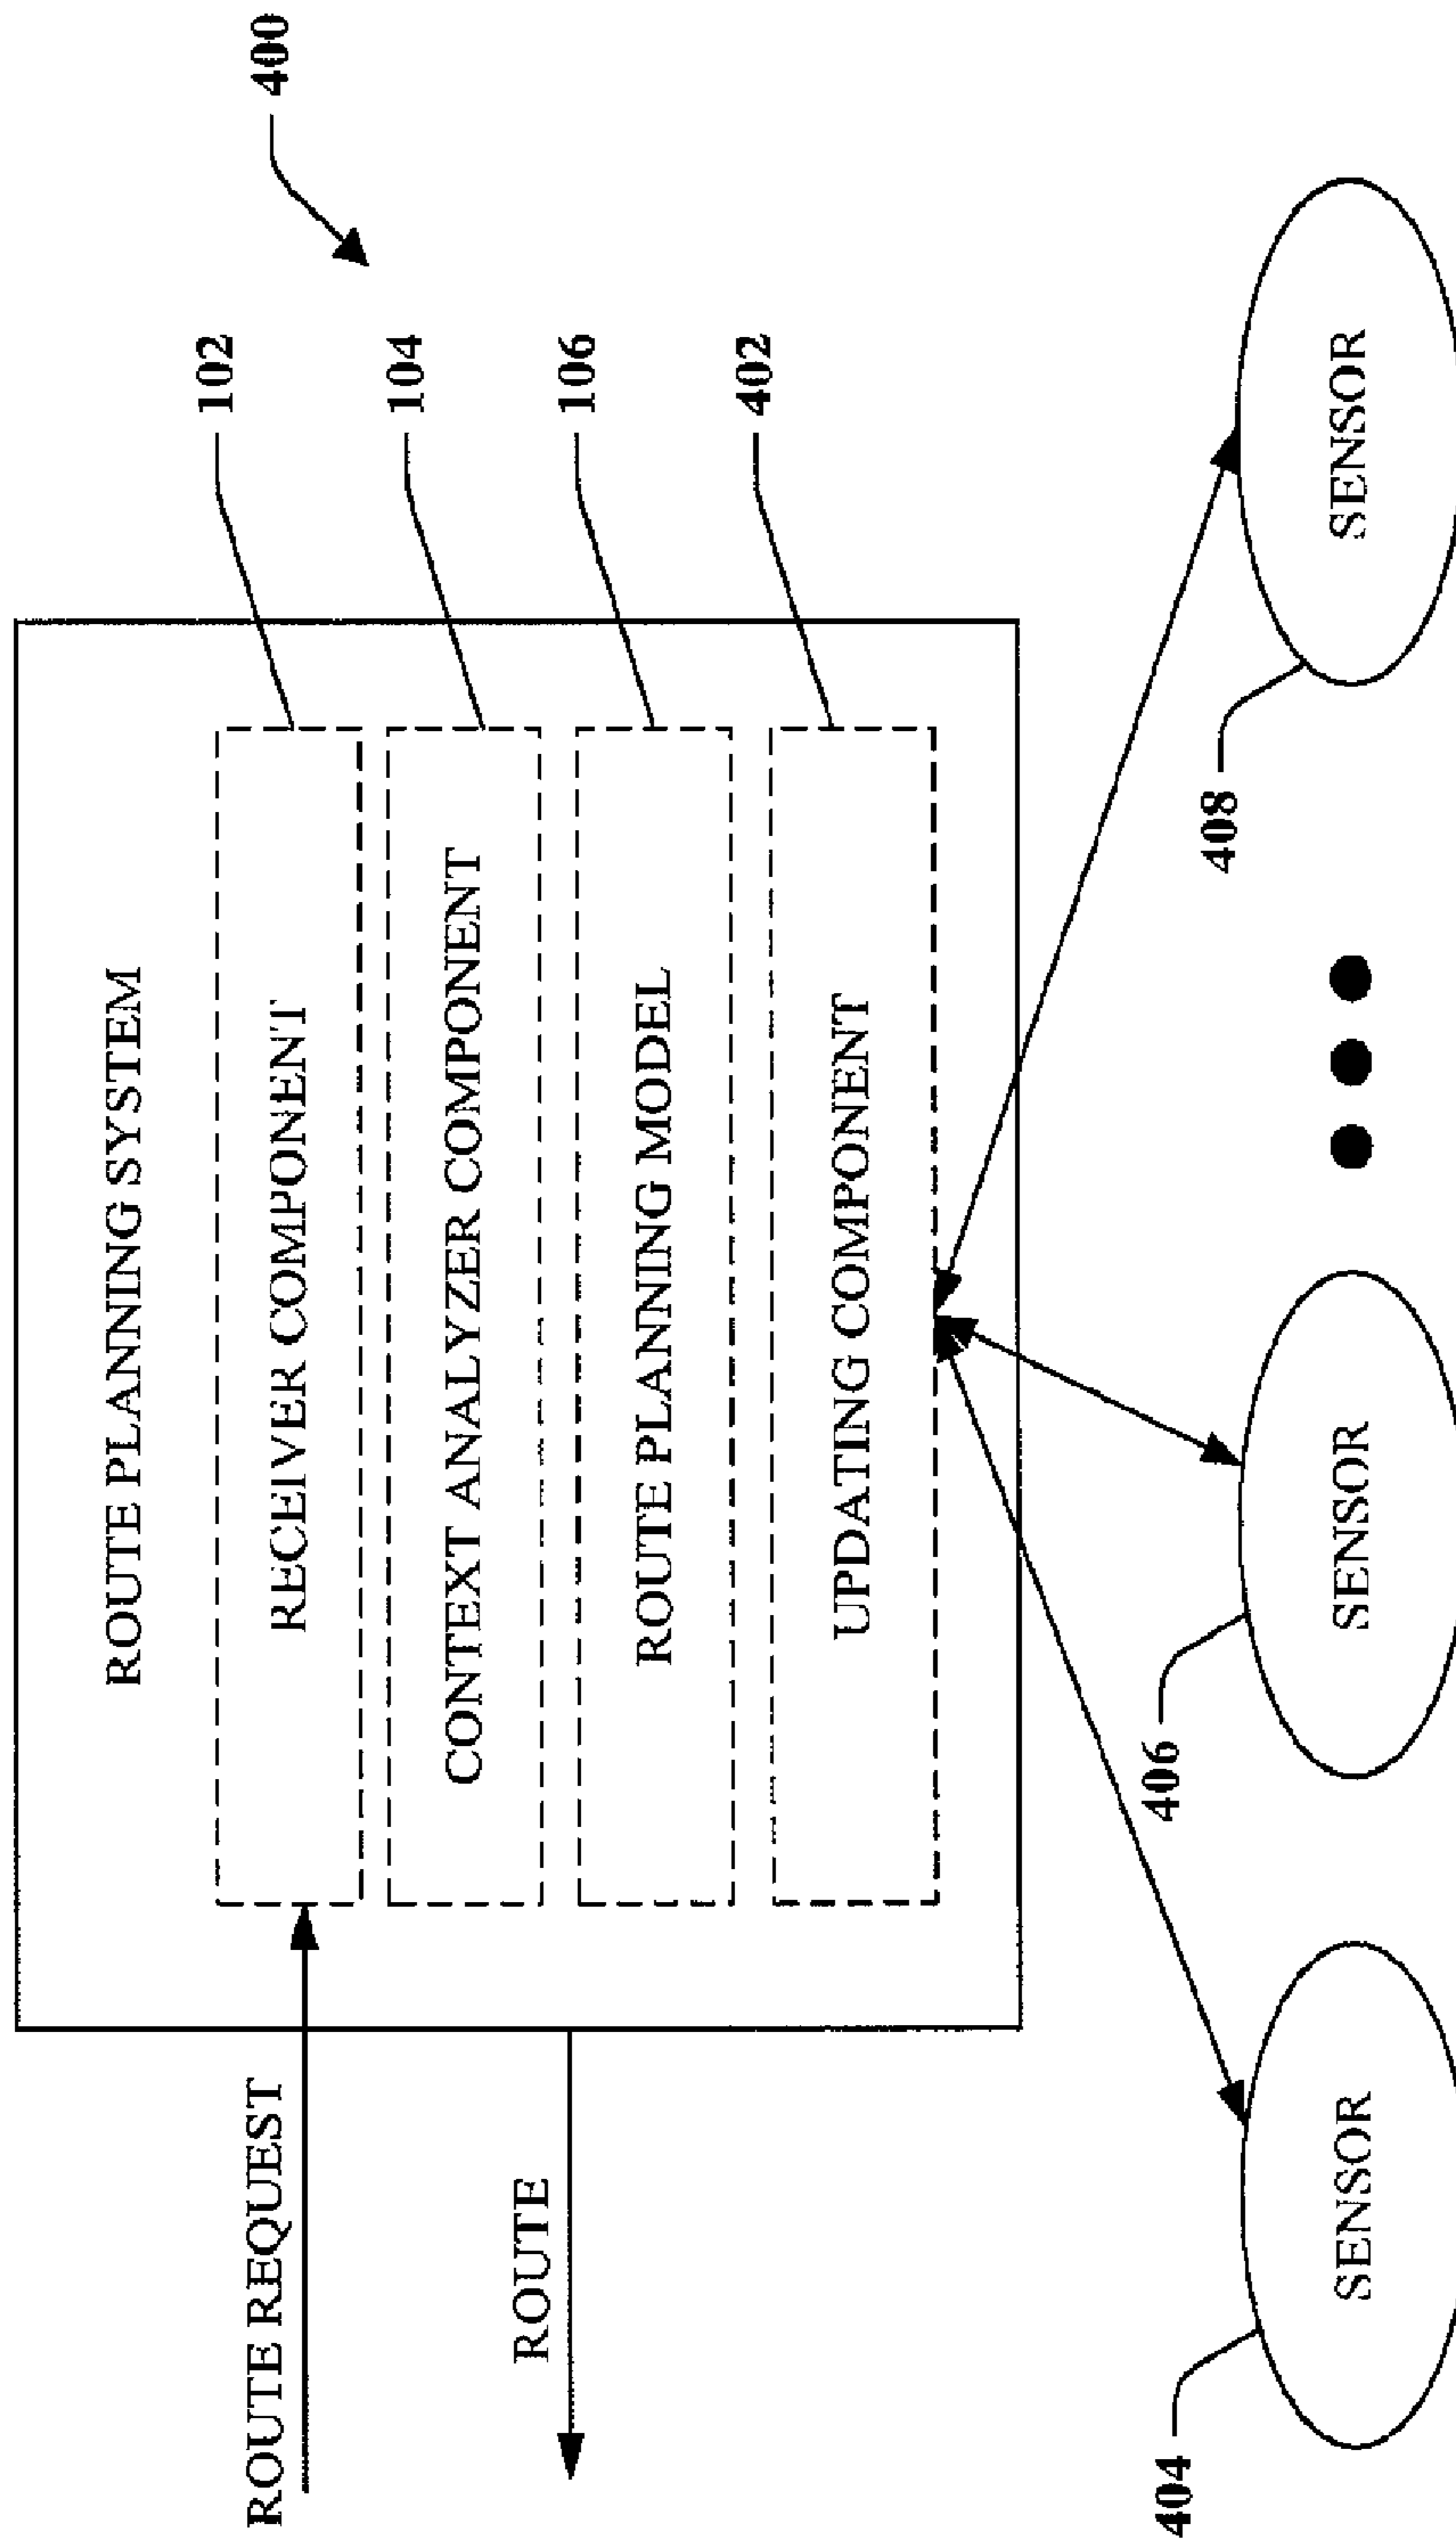 400
ROUTE PLANNING SYSTEM
102
RECEIVER COMPONENT
ROUTE REQUEST
104
CONTEXT ANALYZER COMPONENT
106
ROUTE PLANNING MODEL
ROUTE
402
UPDATING COMPONENT
404
406
408
SENSOR
SENSOR
SENSOR